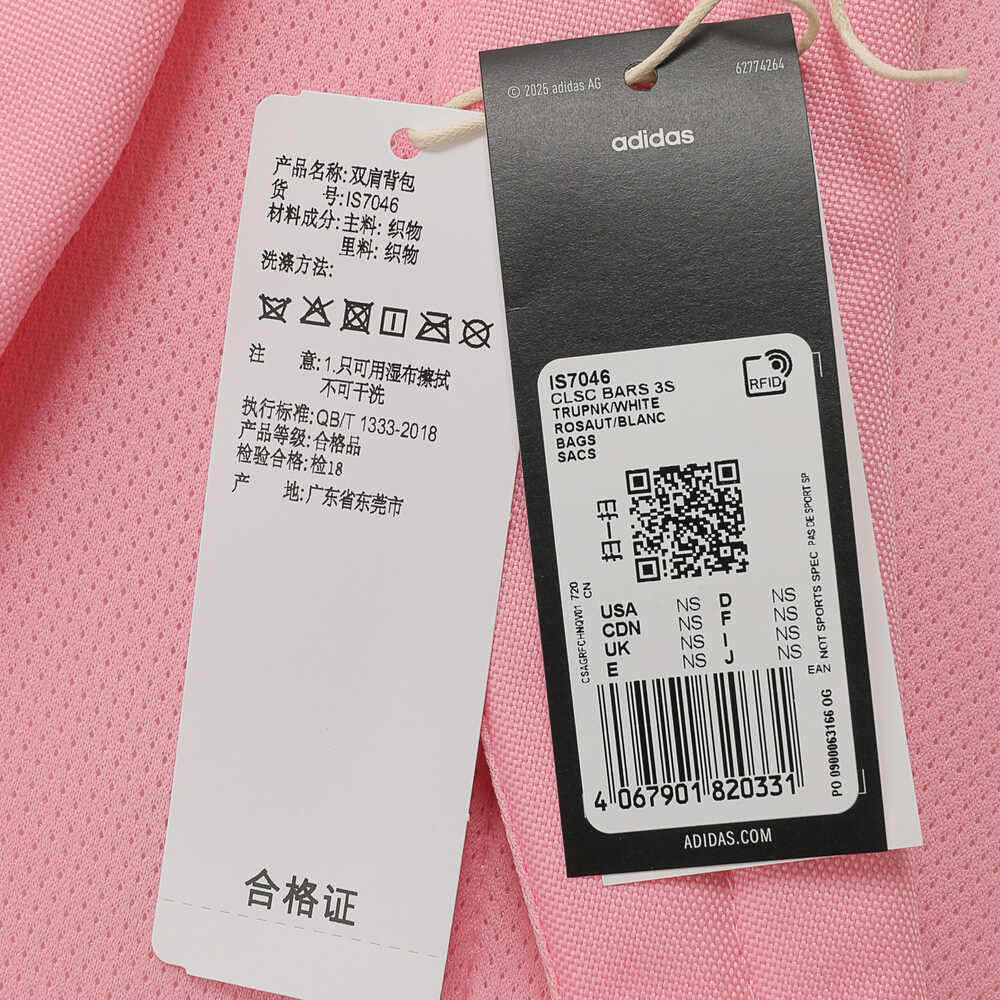 产品名称:双肩背包
货 号:IS7046
材料成分:主料: 织物
里料: 织物
洗涤方法:
注 意:1.只可用湿布擦拭
不可干洗
执行标准:QB/T 1333-2018
产品等级:合格品
检验合格:检18
产 地:广东省东莞市
合格证
© 2025 adidas AG
62774264
adidas
IS7046
CLSC BARS 3S
TRUPNK/WHITE
ROSAUT/BLANC
BAGS
SACS
RFID
CSAGRFCHNQV01 720
CN
USA NS D NS
CDN NS F NS
UK NS I NS
E NS J NS
EAN NOT SPORTS SPEC PAS DE SPORT SP
4 067901 820331
PO 0900063166 OG
ADIDAS.COM